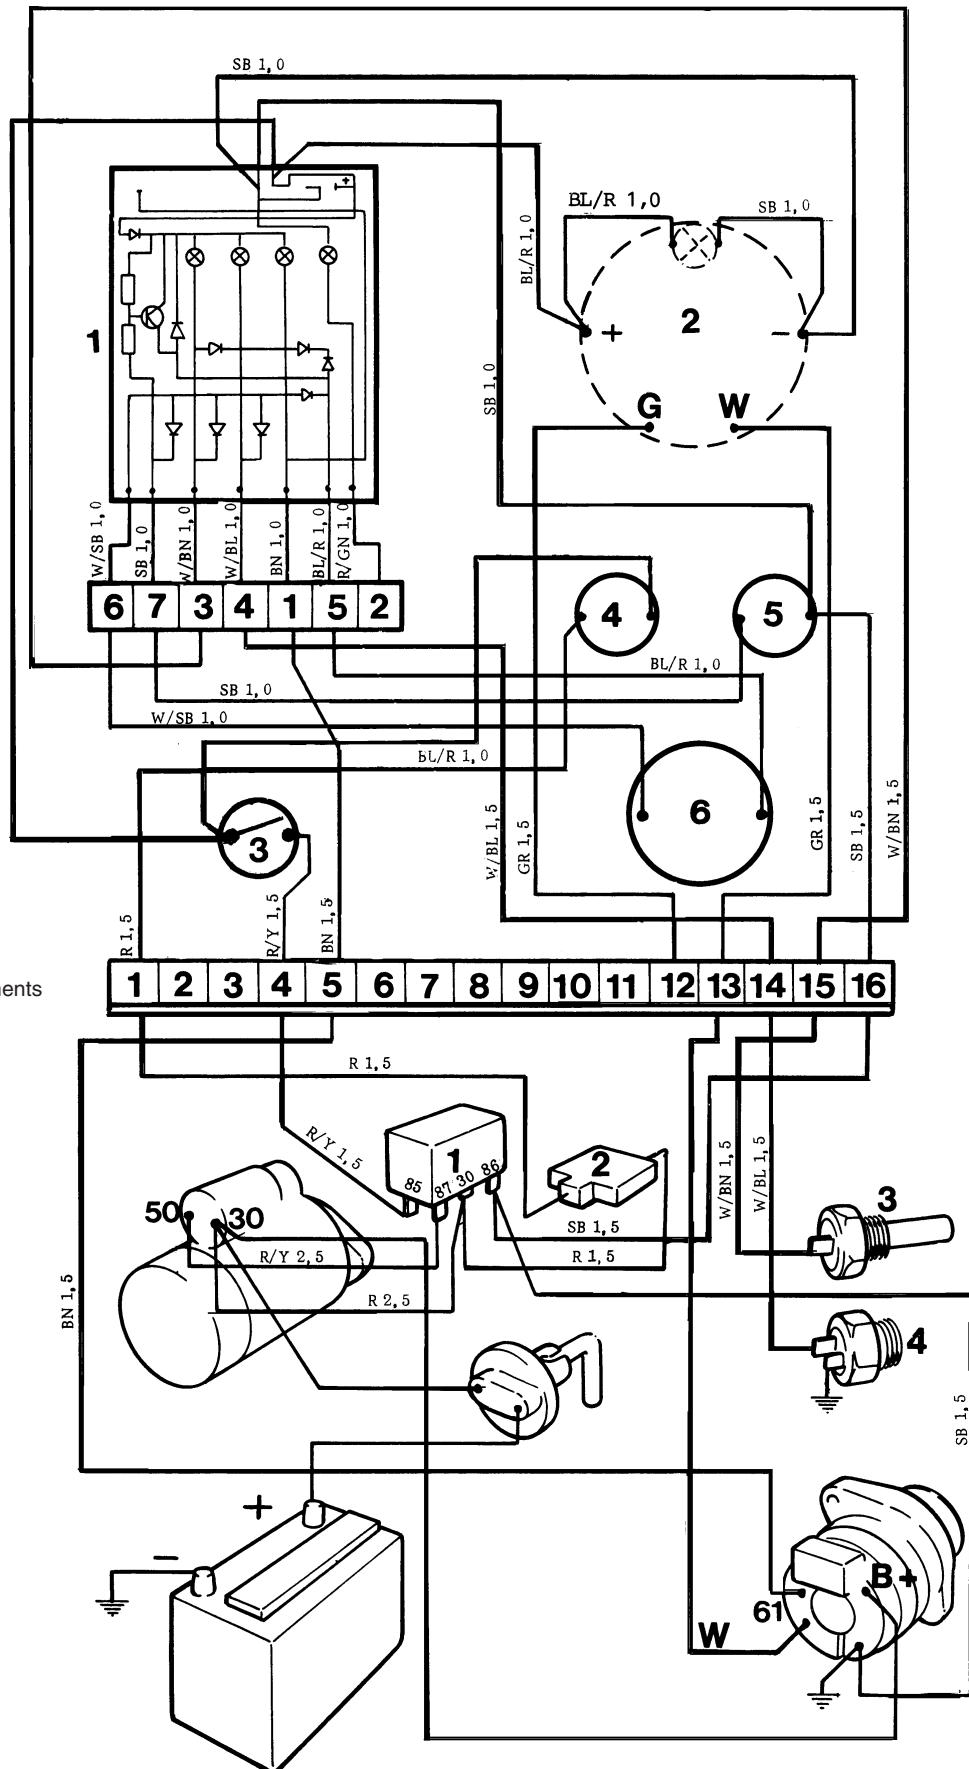 SB 1,0
BL/R 1,0
BL/R 1,0
SB 1,0
1
2
+
−
+
G
W
SB 1,0
W/SB 1,0
SB 1,0
W/BN 1,0
W/BL 1,0
BN 1,0
BL/R 1,0
R/GN 1,0
6 7 3 4 1 5 2
4
5
BL/R 1,0
SB 1,0
W/SB 1,0
BL/R 1,0
3
6
W/BL 1,5
GR 1,5
GR 1,5
SB 1,5
W/BN 1,5
R 1,5
R/Y 1,5
BN 1,5
1 2 3 4 5 6 7 8 9 10 11 12 13 14 15 16
ents
R 1,5
R/Y 1,5
1
85 87 30 86
2
W/BN 1,5
W/BL 1,5
3
50 30
SB 1,5
R/Y 2,5
R 1,5
R 2,5
BN 1,5
4
SB 1,5
+
−
B+
61
W